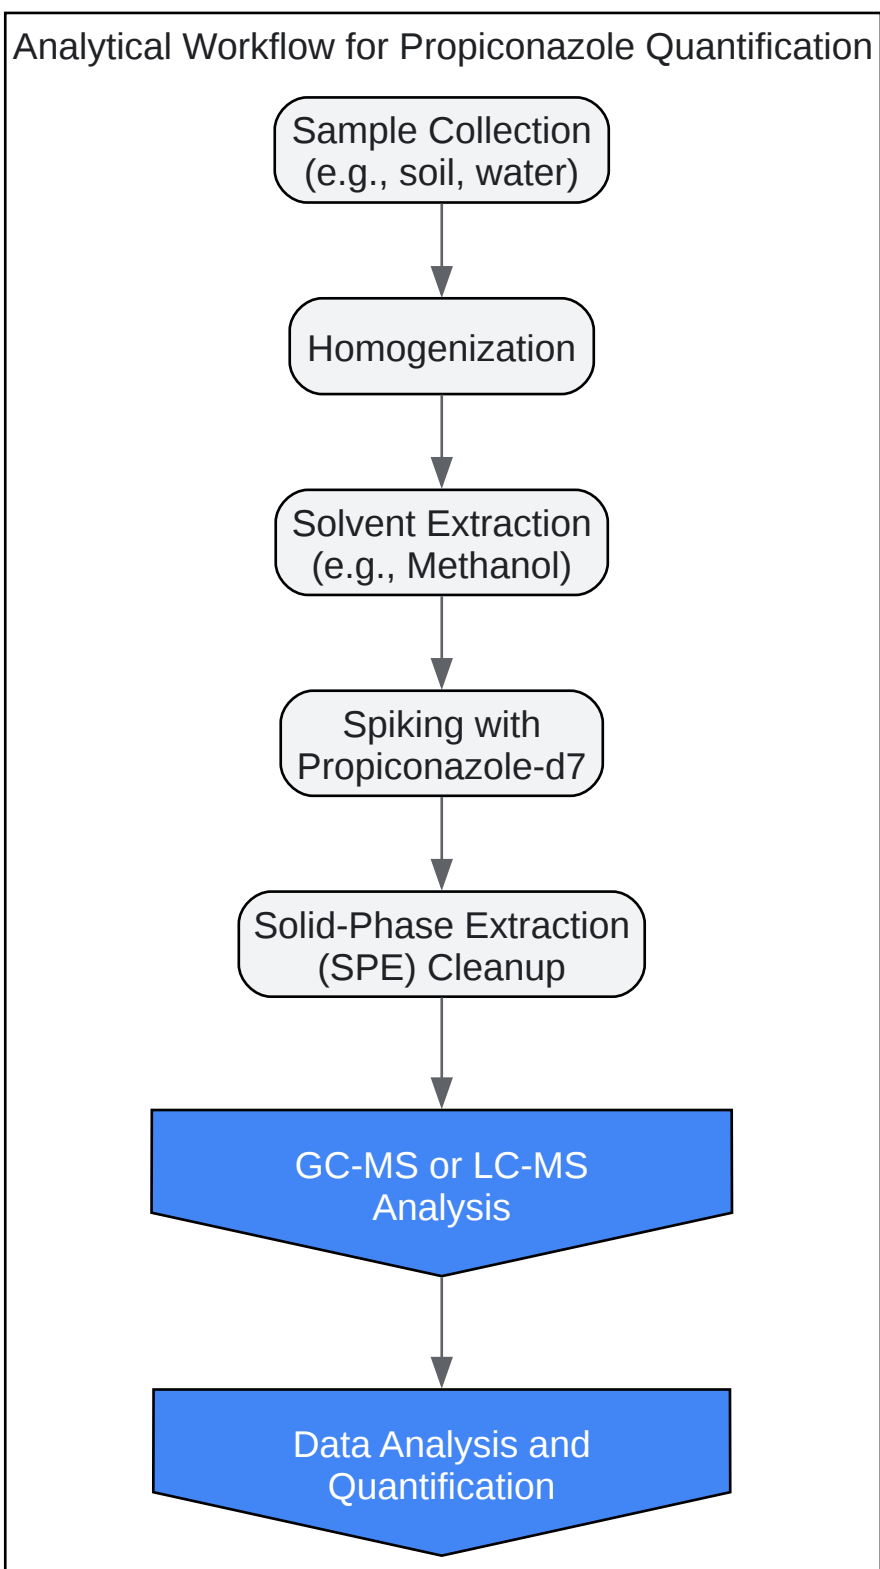 Analytical Workflow for Propiconazole Quantification
Sample Collection
(e.g., soil, water)
Homogenization
Solvent Extraction
(e.g., Methanol)
Spiking with
Propiconazole-d7
Solid-Phase Extraction
(SPE) Cleanup
GC-MS or LC-MS
Analysis
Data Analysis and
Quantification